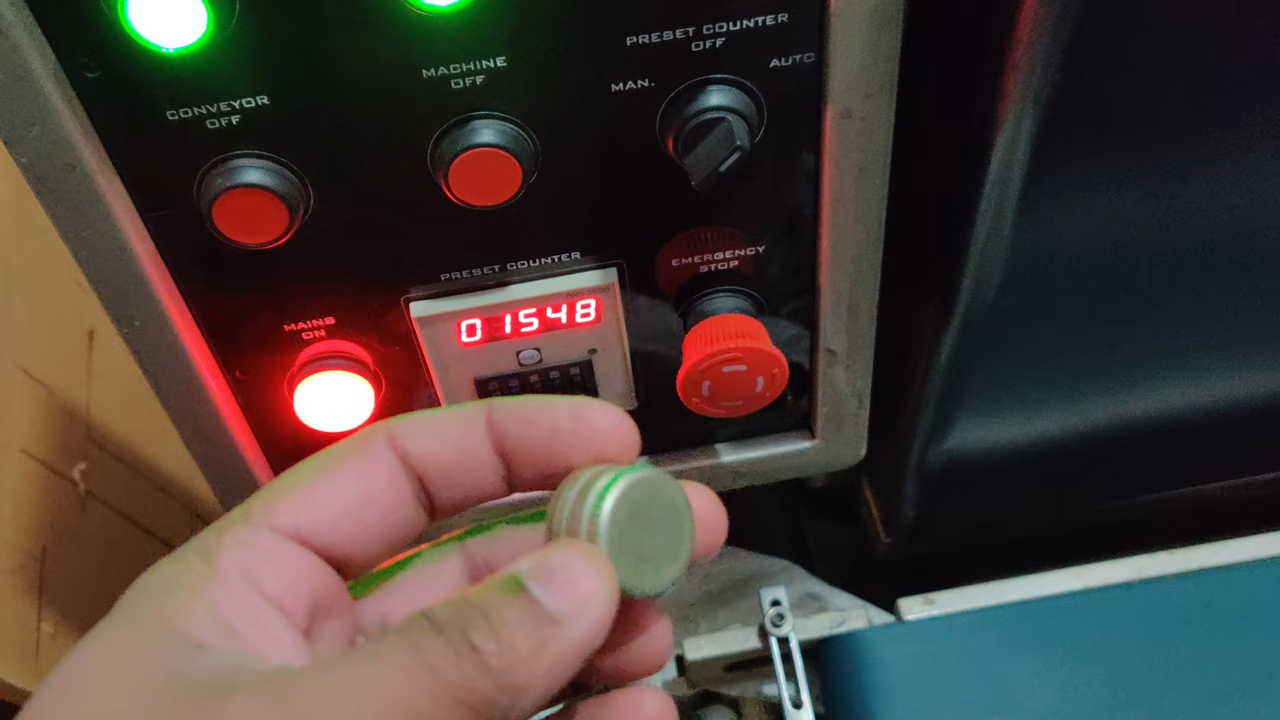 PRESET COUNTER
OFF
MAN.
AUTO
MACHINE
OFF
CONVEYOR
OFF
PRESET COUNTER
EMERGENCY
STOP
01548
MAINS
ON